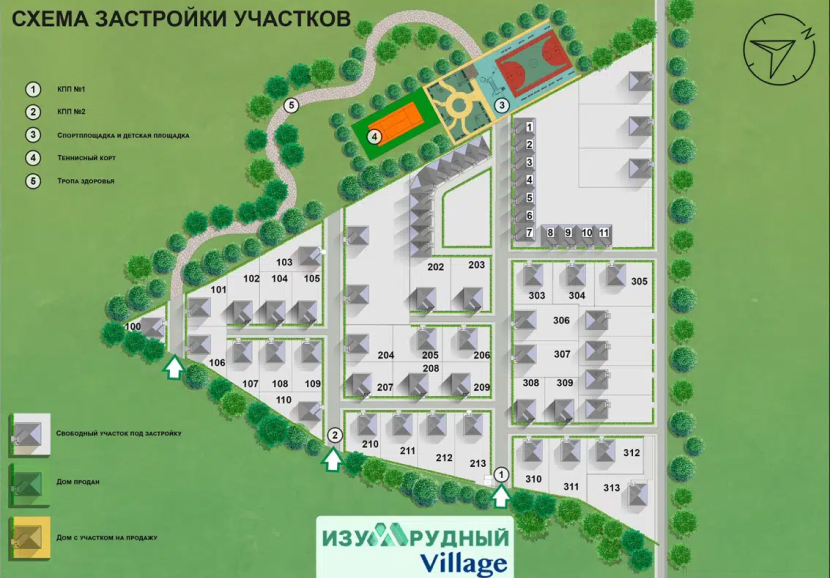 СХЕМА ЗАСТРОЙКИ УЧАСТКОВ
N
1 КПП №1
2 КПП №2
3 Спортплощадка и детская площадка
4 Теннисный корт
5 Тропа здоровья
5
4
3
1
2
3
4
5
6
7 8 9 10 11
103
102 104 105
101
100
106
107 108 109
110
202 203
204 205 206
208
207 209
210 211 212 213
303 304 305
306
307
308 309
310 311 312
313
2
1
Свободный участок под застройку
Дом продан
Дом с участком на продажу
ИЗУМРУДНЫЙ
Village